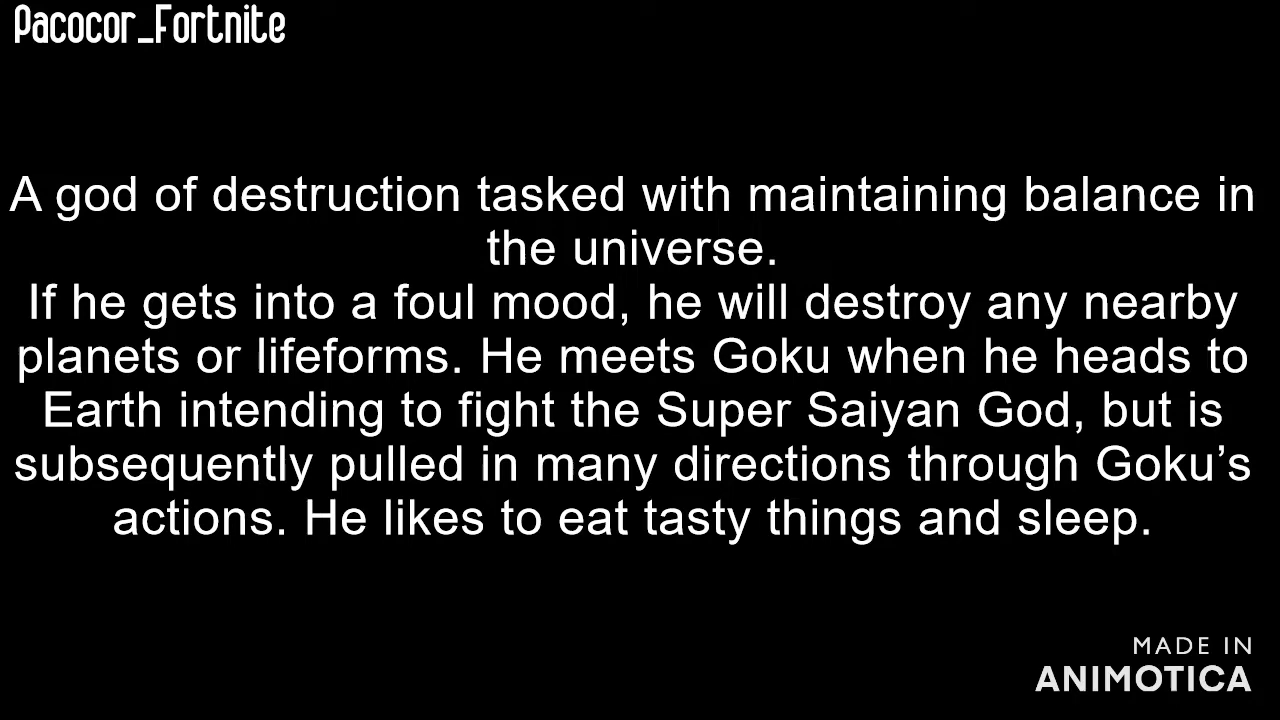 Pacocor_Fortnite
A god of destruction tasked with maintaining balance in
the universe.
If he gets into a foul mood, he will destroy any nearby
planets or lifeforms. He meets Goku when he heads to
Earth intending to fight the Super Saiyan God, but is
subsequently pulled in many directions through Goku’s
actions. He likes to eat tasty things and sleep.
MADE IN
ANIMOTICA